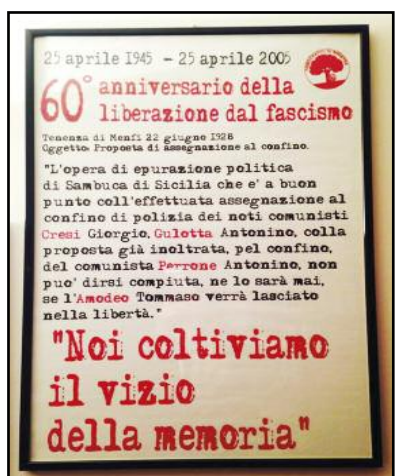 25 aprile 1945 - 25 aprile 2005
60° anniversario della
liberazione dal fascismo
Tenenza di Menfi 22 giugno 1928
Oggetto: Proposta di assegnazione al confino.
"L'opera di epurazione politica
di Sambuca di Sicilia che e' a buon
punto coll'effettuata assegnazione al
confino di polizia dei noti comunisti
Cresi Giorgio, Gulotta Antonino, colla
proposta già inoltrata, pel confino,
del comunista Perrone Antonino, non
puo' dirsi compiuta, ne lo sarà mai,
se l'Amodeo Tommaso verrà lasciato
nella libertà."
"Noi coltiviamo
il vizio
della memoria"